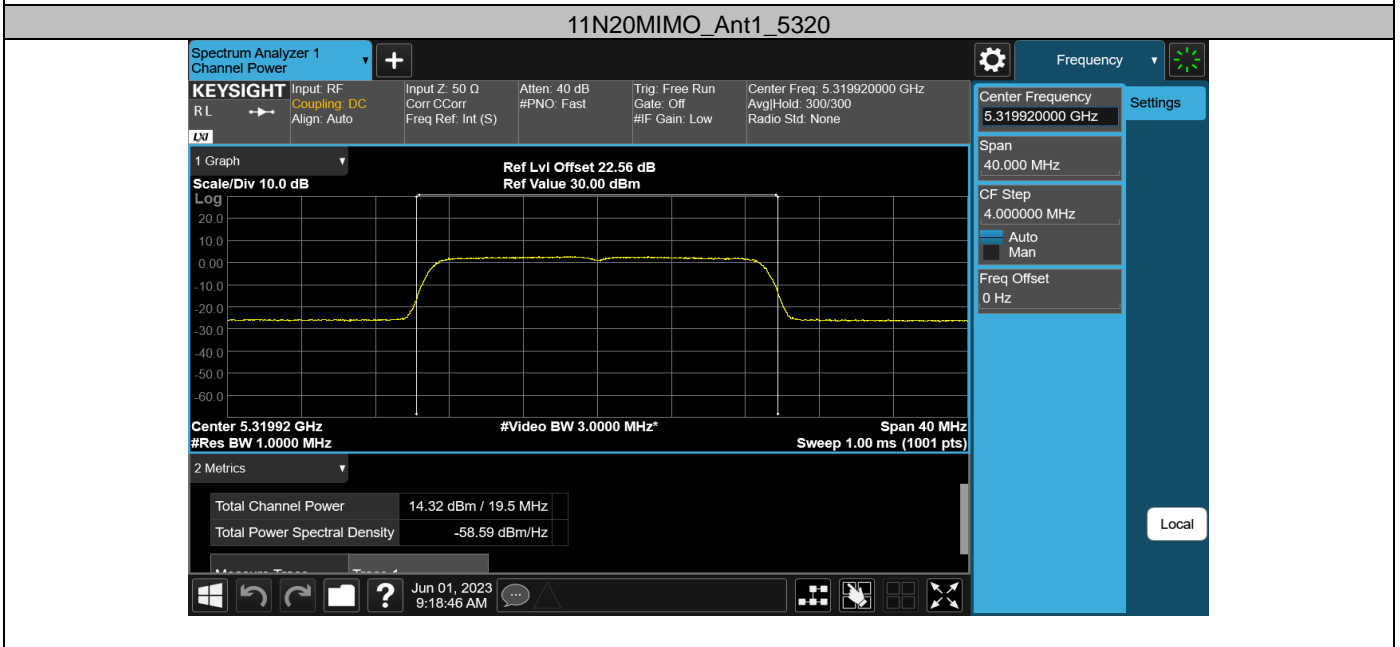 11N20MIMO_Ant1_5320
Spectrum Analyzer 1
Channel Power
+
Frequency
KEYSIGHT
R L
LXI
Input: RF
Coupling: DC
Align: Auto
Input Z: 50 Ω
Corr CCorr
Freq Ref: Int (S)
Atten: 40 dB
#PNO: Fast
Trig: Free Run
Gate: Off
#IF Gain: Low
Center Freq: 5.319920000 GHz
Avg|Hold: 300/300
Radio Std: None
1 Graph
Scale/Div 10.0 dB
Ref Lvl Offset 22.56 dB
Ref Value 30.00 dBm
Log
20.0
10.0
0.00
-10.0
-20.0
-30.0
-40.0
-50.0
-60.0
Center 5.31992 GHz
#Res BW 1.0000 MHz
#Video BW 3.0000 MHz*
Span 40 MHz
Sweep 1.00 ms (1001 pts)
2 Metrics
Total Channel Power 14.32 dBm / 19.5 MHz
Total Power Spectral Density -58.59 dBm/Hz
Measure Trace Trace 1
?
Jun 01, 2023
9:18:46 AM
Center Frequency
5.319920000 GHz
Span
40.000 MHz
CF Step
4.000000 MHz
Auto
Man
Freq Offset
0 Hz
Settings
Local